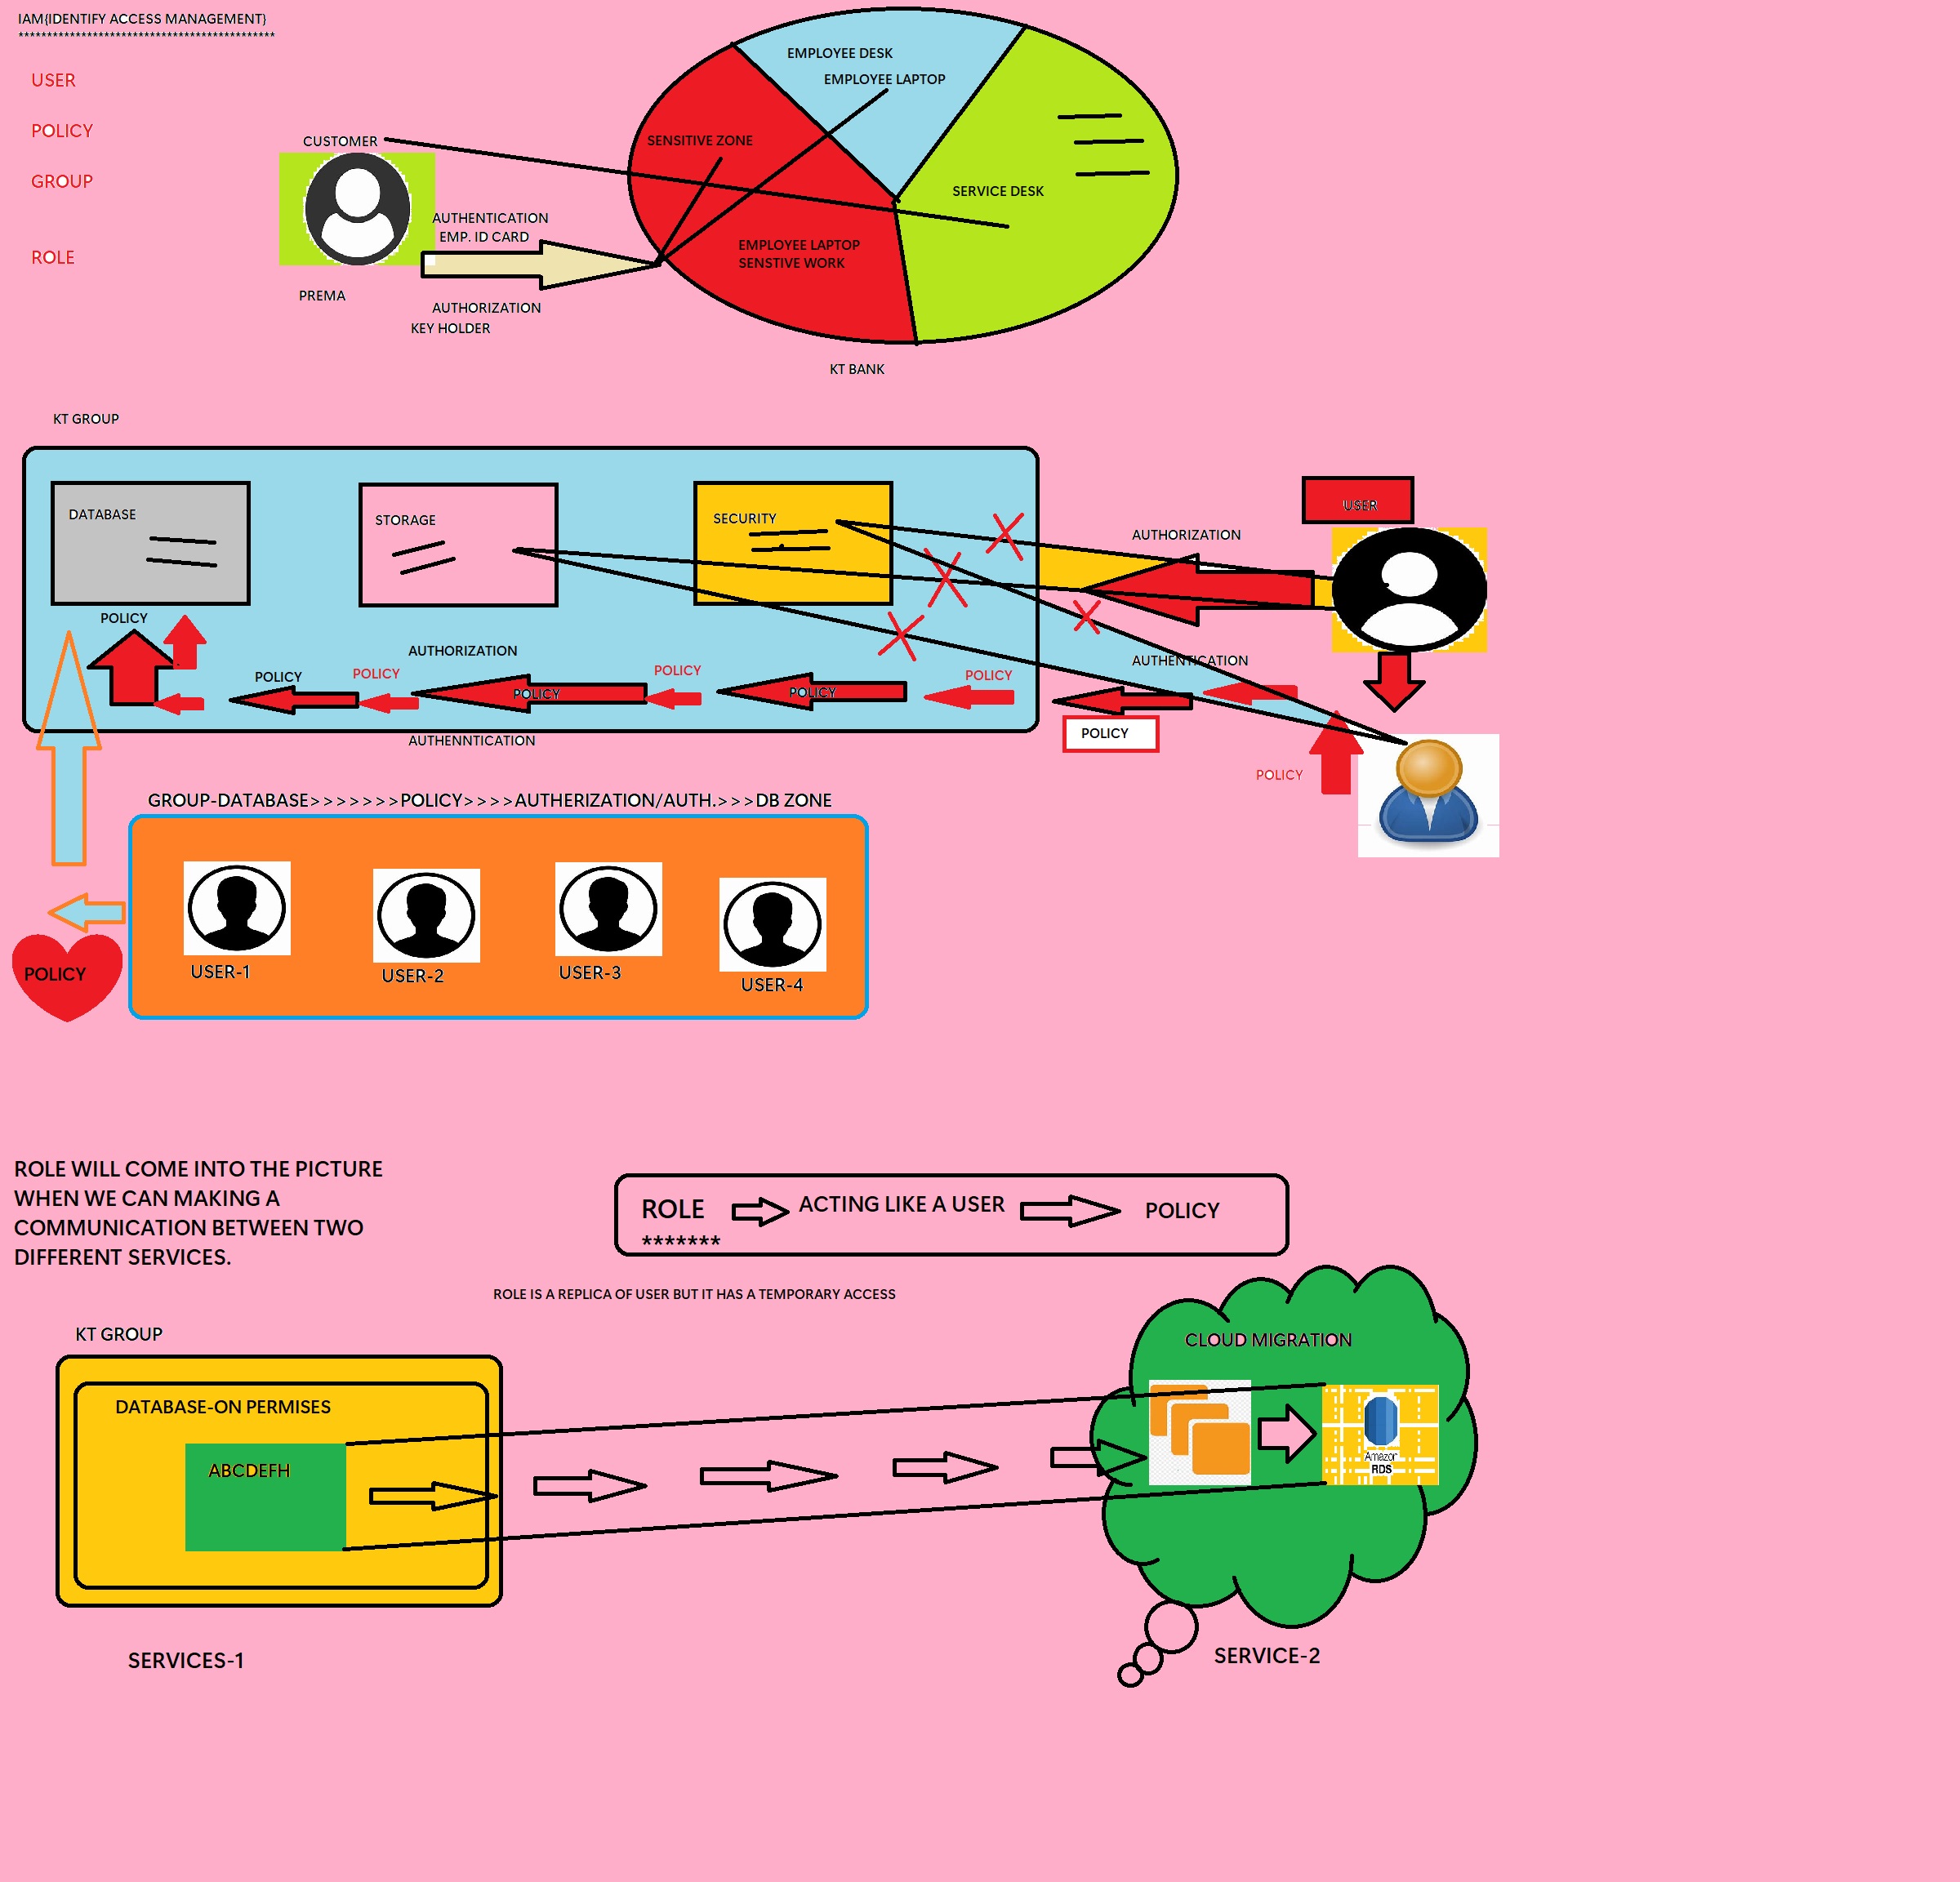 IAM(IDENTIFY ACCESS MANAGEMENT)
*********************************************
USER
POLICY
GROUP
ROLE
CUSTOMER
PREMA
AUTHENTICATION
EMP. ID CARD
AUTHORIZATION
KEY HOLDER
EMPLOYEE DESK
EMPLOYEE LAPTOP
SENSITIVE ZONE
SERVICE DESK
EMPLOYEE LAPTOP
SENSTIVE WORK
KT BANK
KT GROUP
DATABASE
STORAGE
SECURITY
AUTHORIZATION
USER
POLICY
AUTHORIZATION
AUTHENTICATION
POLICY
POLICY
POLICY
POLICY
POLICY
POLICY
POLICY
AUTHENNTICATION
POLICY
GROUP-DATABASE>>>>>>>POLICY>>>>AUTHERIZATION/AUTH.>>>DB ZONE
USER-1
USER-2
USER-3
USER-4
POLICY
ROLE WILL COME INTO THE PICTURE
WHEN WE CAN MAKING A
COMMUNICATION BETWEEN TWO
DIFFERENT SERVICES.
ROLE
*******
ACTING LIKE A USER
POLICY
ROLE IS A REPLICA OF USER BUT IT HAS A TEMPORARY ACCESS
KT GROUP
DATABASE-ON PERMISES
ABCDEFH
CLOUD MIGRATION
Amazon
RDS
SERVICES-1
SERVICE-2